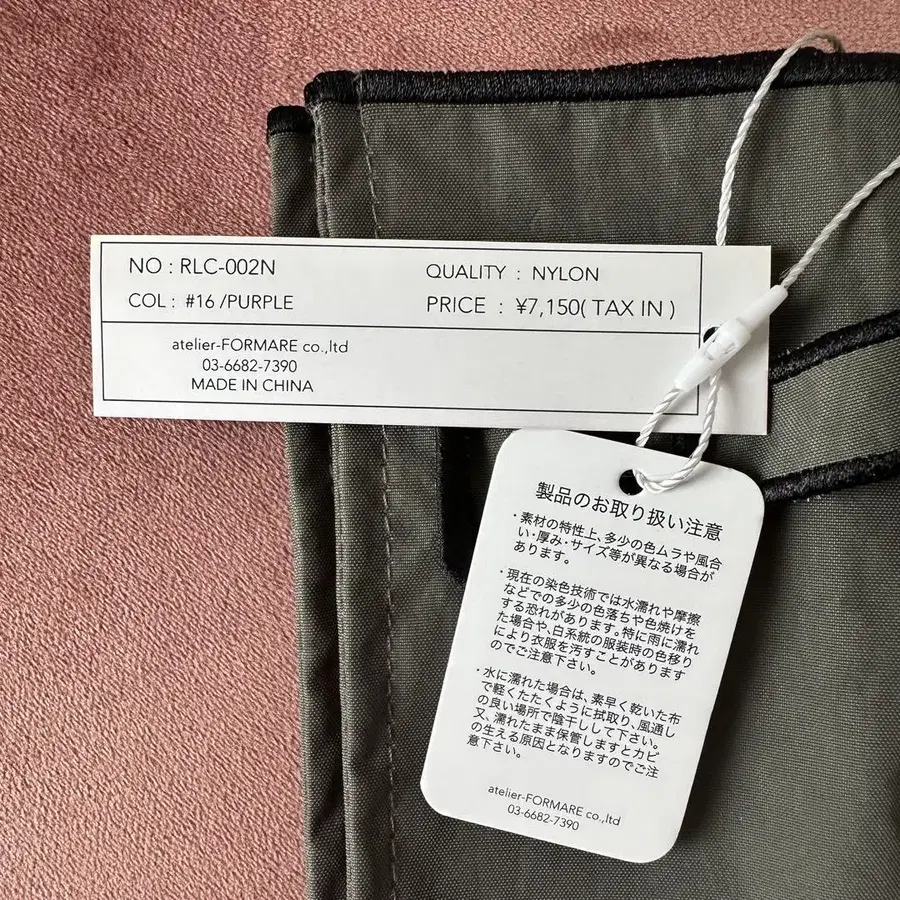 NO : RLC-002N
QUALITY : NYLON
COL : #16 /PURPLE
PRICE : ¥7,150( TAX IN )
atelier-FORMARE co.,ltd
03-6682-7390
MADE IN CHINA
製品のお取り扱い注意
・素材の特性上、多少の色ムラや風合
い・厚み・サイズ等が異なる場合が
あります。
・現在の染色技術では水濡れや摩擦
などでの多少の色落ちや色焼けを
する恐れがあります。特に雨に濡れ
た場合や、白系統の服装時の色移り
により衣服を汚すことがあります
のでご注意下さい。
・水に濡れた場合は、素早く乾いた布
で軽くたたくように拭取り、風通し
の良い場所で陰干しして下さい。
又、濡れたまま保管しますとカビ
の生える原因となりますのでご注
意下さい。
atelier-FORMARE co.,ltd
03-6682-7390